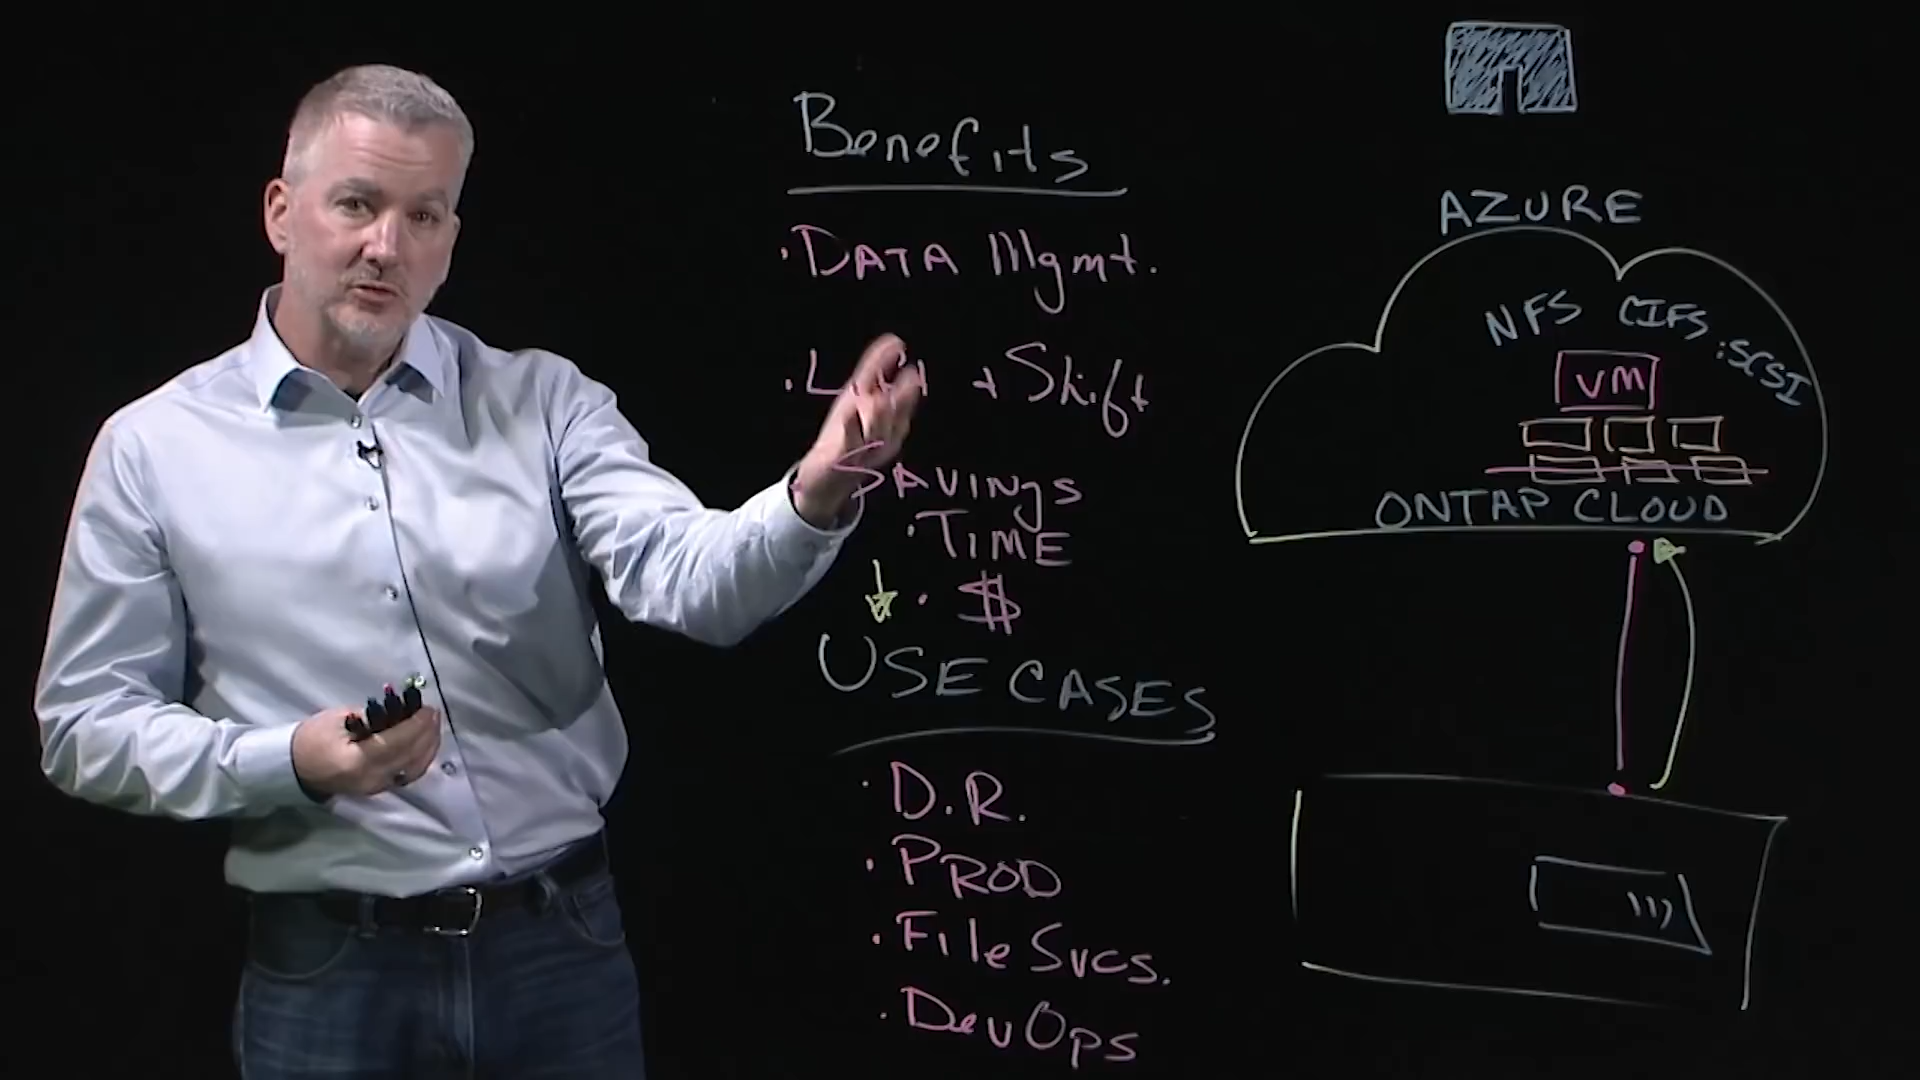 Benefits
• DATA Mgmt.
• + Shift
• SAVINgS
• TIME
• $
USE CASES
• D.R.
• PROD
• File Svcs.
• DevOps
AZURE
NFS CIFS iSCSI
VM
ONTAP CLOUD